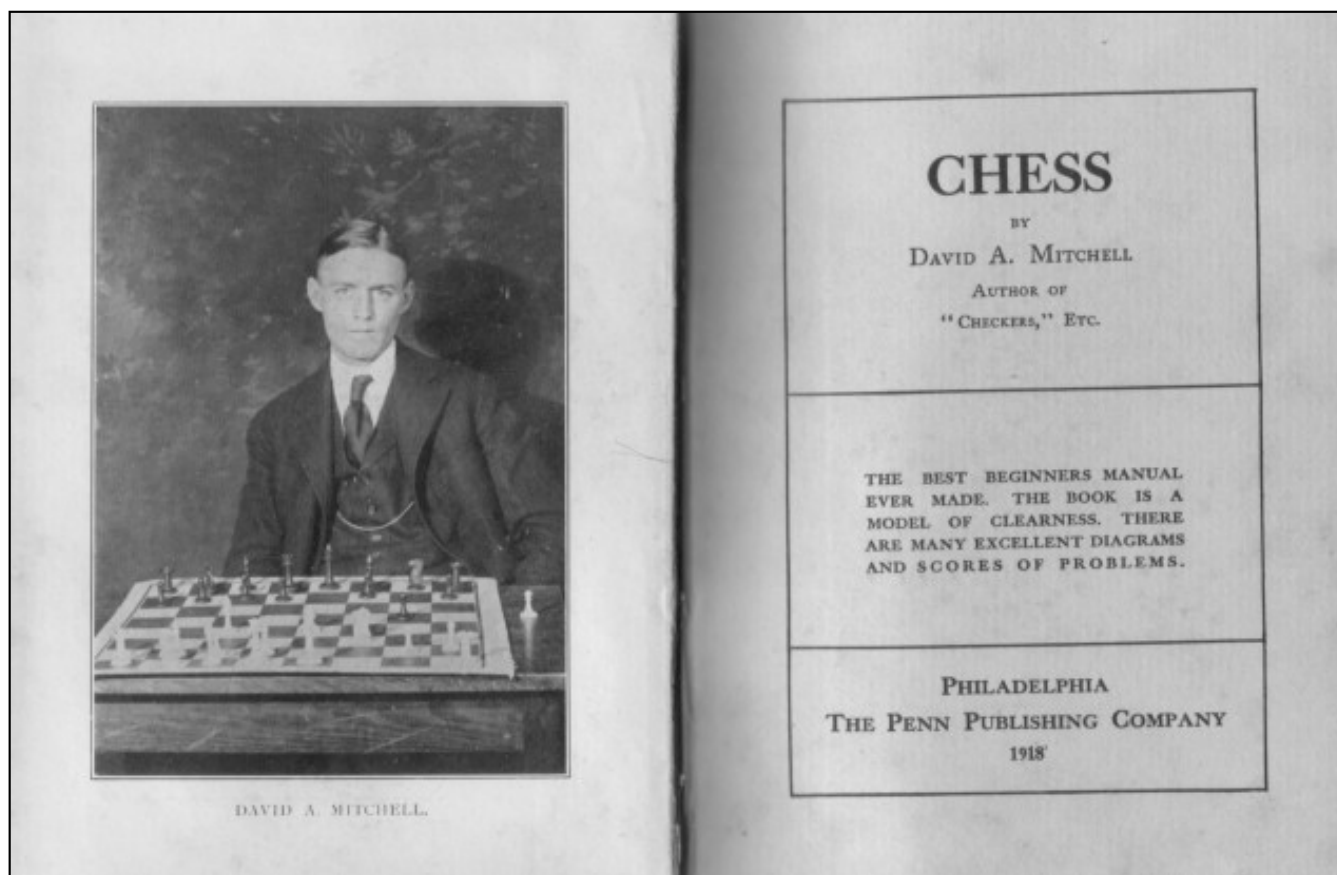 DAVID A. MITCHELL.
CHESS
BY
DAVID A. MITCHELL
AUTHOR OF
"CHECKERS," ETC.
THE BEST BEGINNERS MANUAL
EVER MADE. THE BOOK IS A
MODEL OF CLEARNESS. THERE
ARE MANY EXCELLENT DIAGRAMS
AND SCORES OF PROBLEMS.
PHILADELPHIA
THE PENN PUBLISHING COMPANY
1918